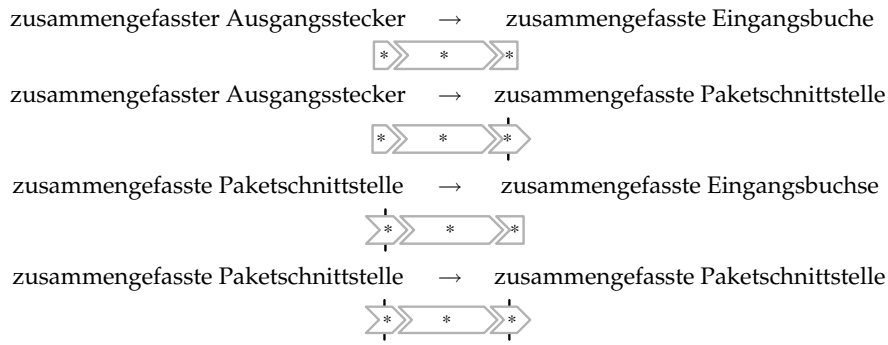 zusammengefasster Ausgangsstecker → zusammengefasste Eingangsbuche
* * *
zusammengefasster Ausgangsstecker → zusammengefasste Paketschnittstelle
* * *
zusammengefasste Paketschnittstelle → zusammengefasste Eingangsbuchse
* * *
zusammengefasste Paketschnittstelle → zusammengefasste Paketschnittstelle
* * *